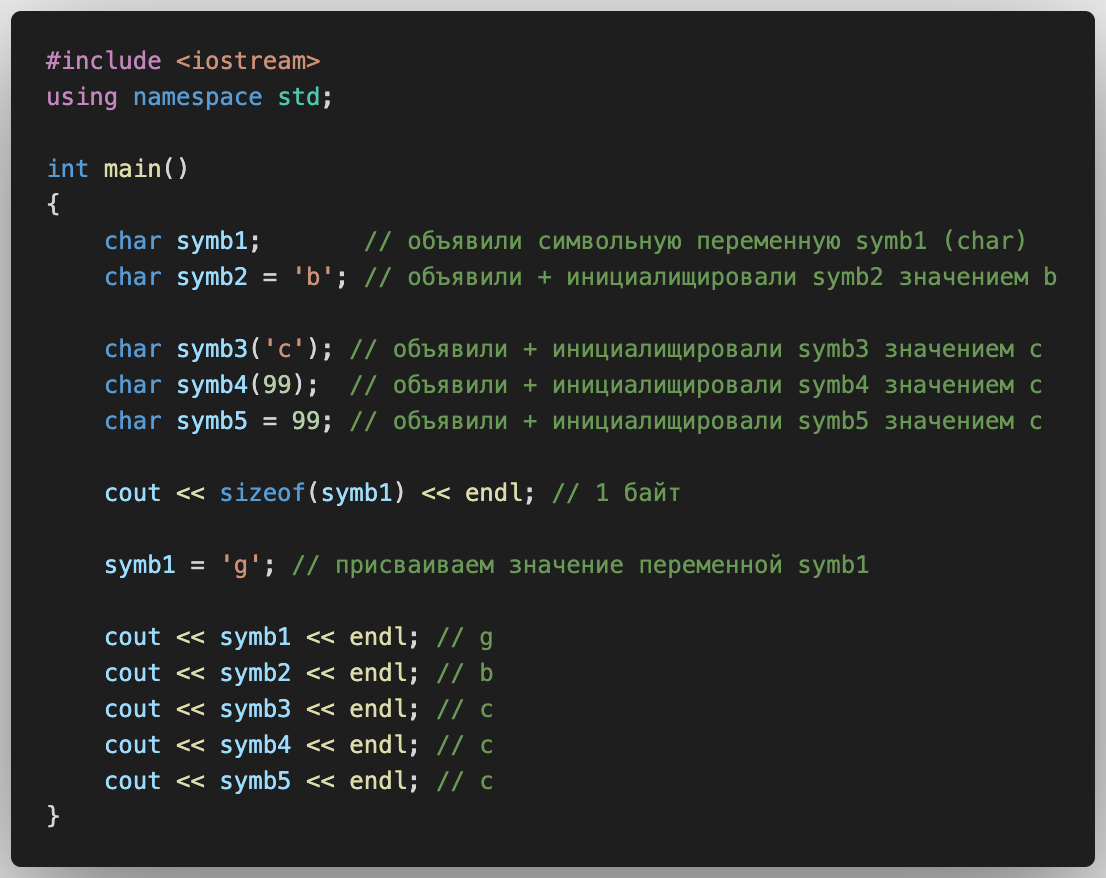 #include <iostream>
using namespace std;
int main()
{
    char symb1;       // объявили символьную переменную symb1 (char)
    char symb2 = 'b'; // объявили + инициалищировали symb2 значением b
    char symb3('c'); // объявили + инициалищировали symb3 значением c
    char symb4(99);  // объявили + инициалищировали symb4 значением c
    char symb5 = 99; // объявили + инициалищировали symb5 значением c
    cout << sizeof(symb1) << endl; // 1 байт
    symb1 = 'g'; // присваиваем значение переменной symb1
    cout << symb1 << endl; // g
    cout << symb2 << endl; // b
    cout << symb3 << endl; // c
    cout << symb4 << endl; // c
    cout << symb5 << endl; // c
}